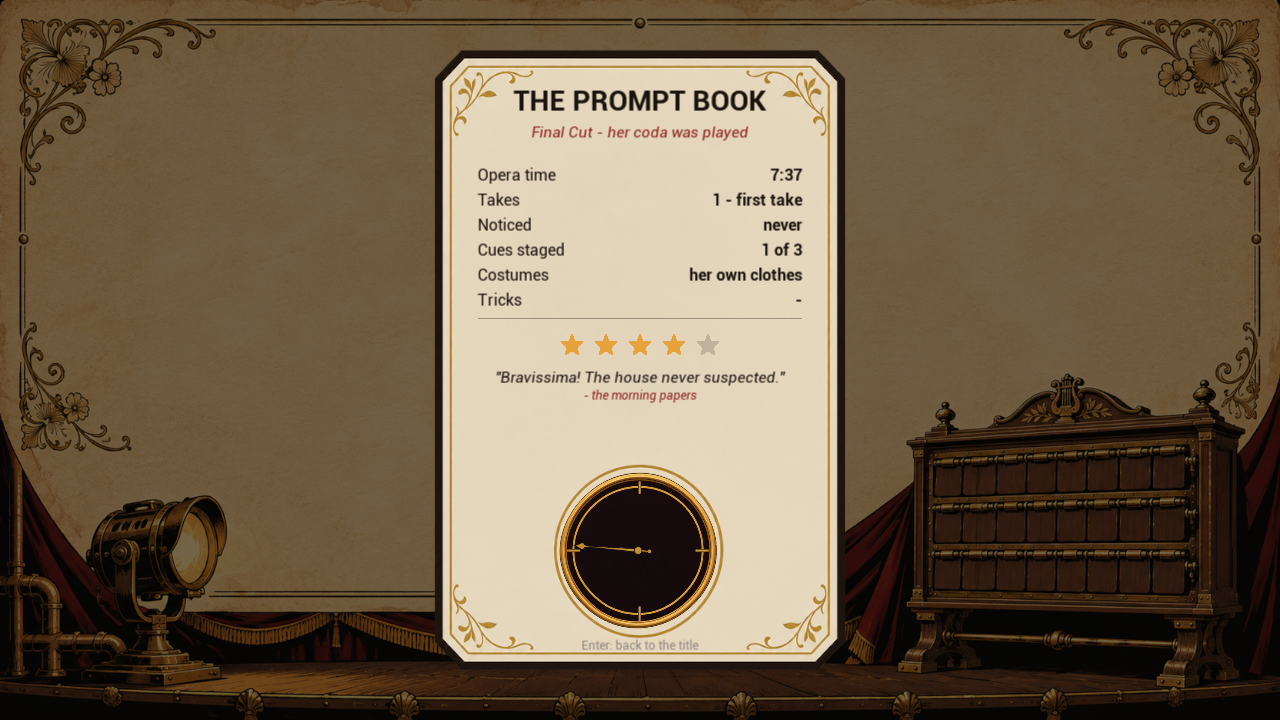 THE PROMPT BOOK
Final Cut - her coda was played
Opera time 7:37
Takes 1 - first take
Noticed never
Cues staged 1 of 3
Costumes her own clothes
Tricks -
"Bravissima! The house never suspected."
- the morning papers
Enter: back to the title